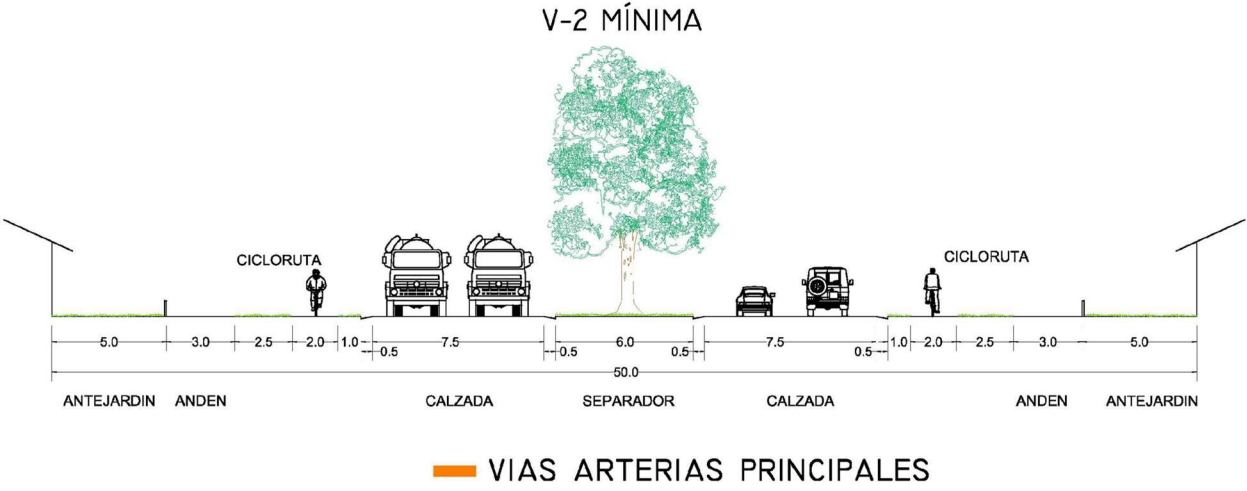 V-2 MÍNIMA
CICLORUTA
CICLORUTA
5.0 3.0 2.5 2.0 1.0 0.5 7.5 0.5 6.0 0.5 7.5 0.5 1.0 2.0 2.5 3.0 5.0
50.0
ANTEJARDIN ANDEN CALZADA SEPARADOR CALZADA ANDEN ANTEJARDIN
VIAS ARTERIAS PRINCIPALES